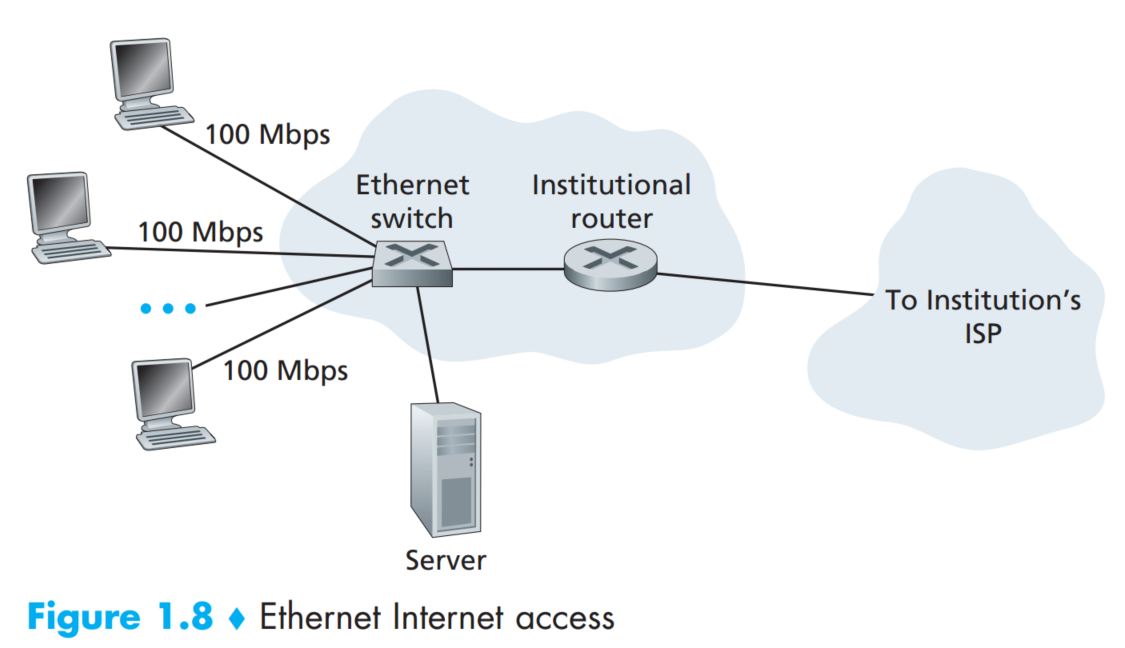 100 Mbps
Ethernet
switch
Institutional
router
100 Mbps
To Institution's
ISP
100 Mbps
Server
Figure 1.8 ♦ Ethernet Internet access